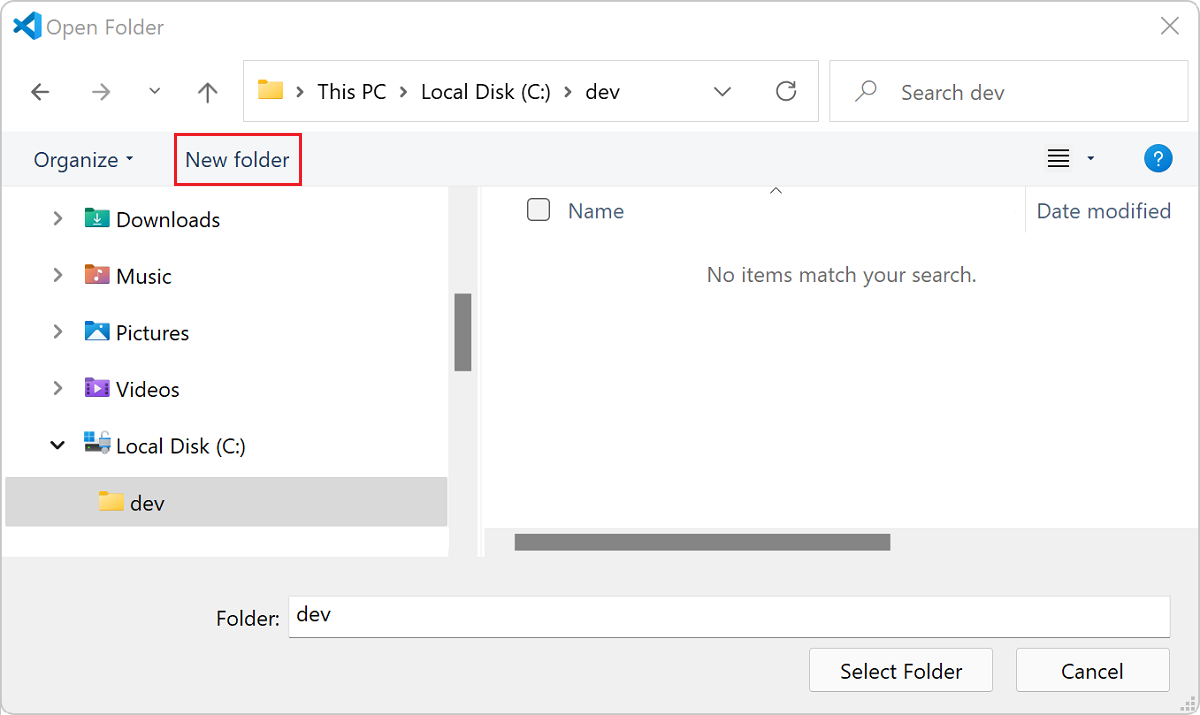 Open Folder
This PC Local Disk (C:) dev
Search dev
Organize New folder
?
Name Date modified
Downloads
Music
No items match your search.
Pictures
Videos
Local Disk (C:)
dev
Folder: dev
Select Folder Cancel